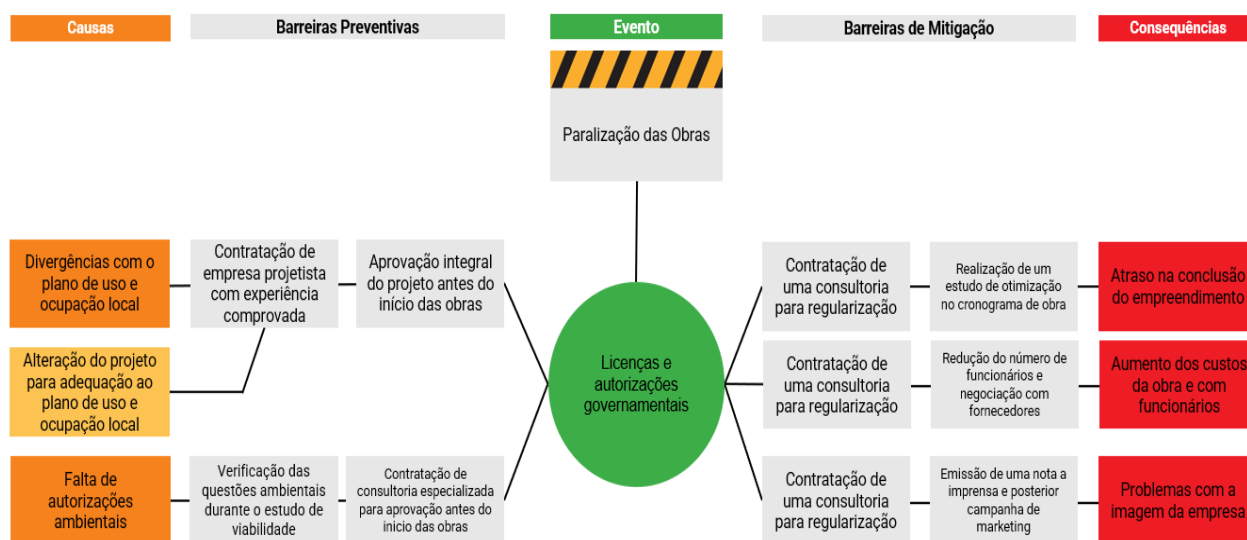 Causas
Barreiras Preventivas
Evento
Barreiras de Mitigação
Consequências
Paralização das Obras
Divergências com o
plano de uso e
ocupação local
Contratação de
empresa projetista
com experiência
comprovada
Aprovação integral
do projeto antes do
início das obras
Contratação de
uma consultoria
para regularização
Realização de um
estudo de otimização
no cronograma de obra
Atraso na conclusão
do empreendimento
Alteração do projeto
para adequação ao
plano de uso e
ocupação local
Licenças e
autorizações
governamentais
Contratação de
uma consultoria
para regularização
Redução do número de
funcionários e
negociação com
fornecedores
Aumento dos custos
da obra e com
funcionários
Falta de
autorizações
ambientais
Verificação das
questões ambientais
durante o estudo de
viabilidade
Contratação de
consultoria especializada
para aprovação antes do
inicio das obras
Contratação de
uma consultoria
para regularização
Emissão de uma nota a
imprensa e posterior
campanha de
marketing
Problemas com a
imagem da empresa